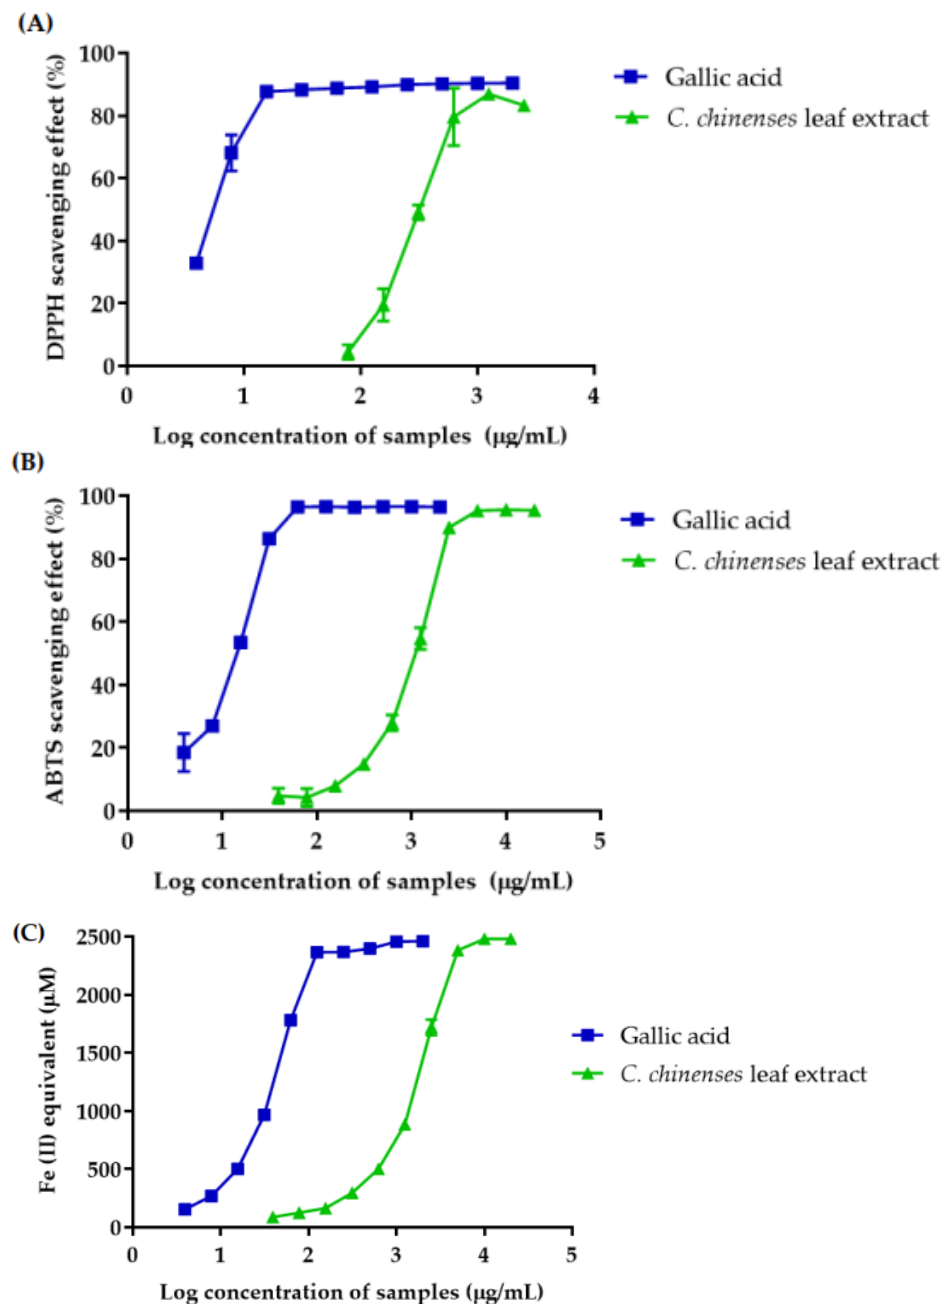 (A)
DPPH scavenging effect (%)
100
80
60
40
20
0
0 1 2 3 4
Log concentration of samples (µg/mL)
Gallic acid
C. chinenses leaf extract
(B)
ABTS scavenging effect (%)
100
80
60
40
20
0
0 1 2 3 4 5
Log concentration of samples (µg/mL)
Gallic acid
C. chinenses leaf extract
(C)
Fe (II) equivalent (µM)
2500
2000
1500
1000
500
0
0 1 2 3 4 5
Log concentration of samples (µg/mL)
Gallic acid
C. chinenses leaf extract